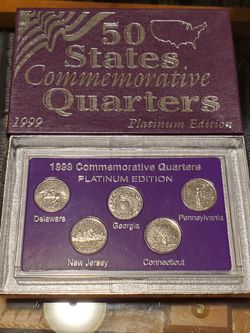 50
States
Commemorative
Quarters
1999
Platinum Edition
1999 Commemorative Quarters
PLATINUM EDITION
Delaware
Georgia
Pennsylvania
New Jersey
Connecticut